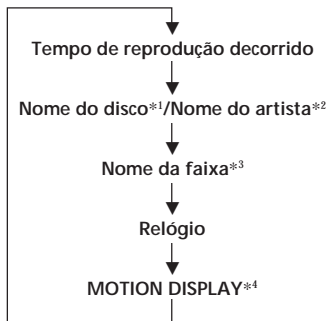 Tempo de reprodução decorrido
Nome do disco*1/Nome do artista*2
Nome da faixa*3
Relógio
MOTION DISPLAY*4